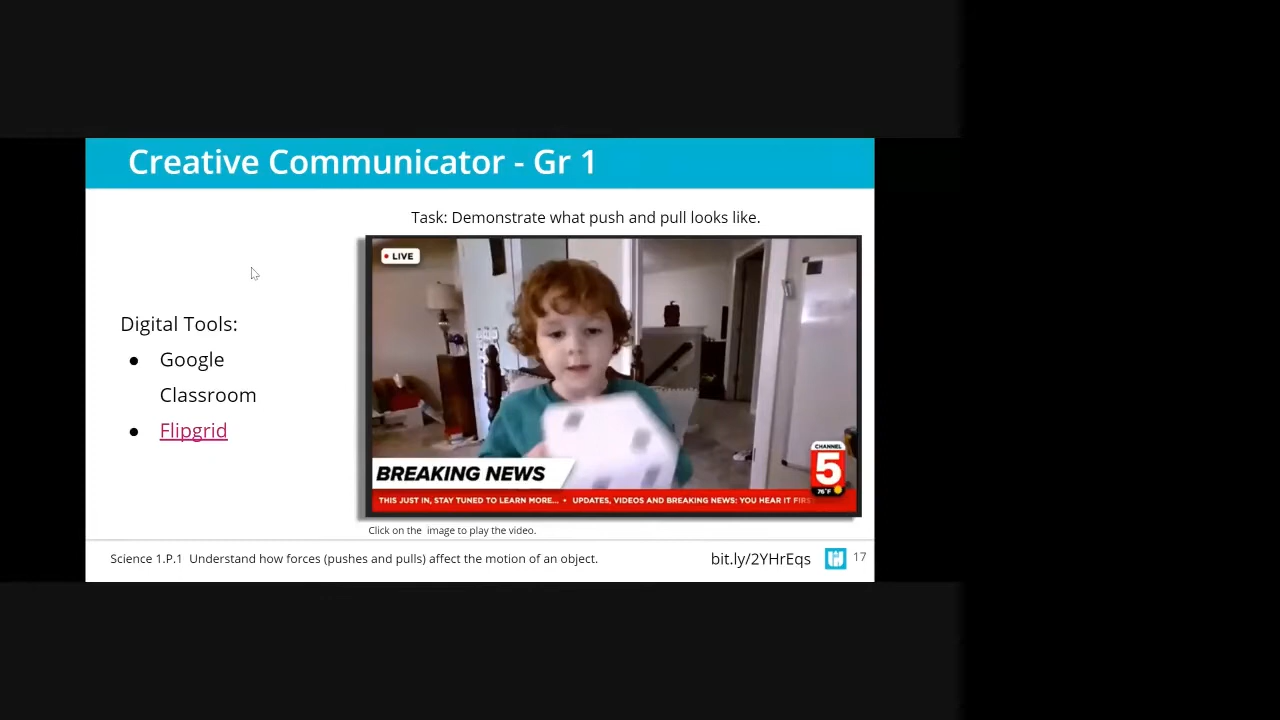 Creative Communicator - Gr 1
Task: Demonstrate what push and pull looks like.
LIVE
Digital Tools:
● Google
Classroom
● Flipgrid
CHANNEL
5
76°F
BREAKING NEWS
THIS JUST IN, STAY TUNED TO LEARN MORE... • UPDATES, VIDEOS AND BREAKING NEWS: YOU HEAR IT FIRS
Click on the image to play the video.
Science 1.P.1 Understand how forces (pushes and pulls) affect the motion of an object.
bit.ly/2YHrEqs
17